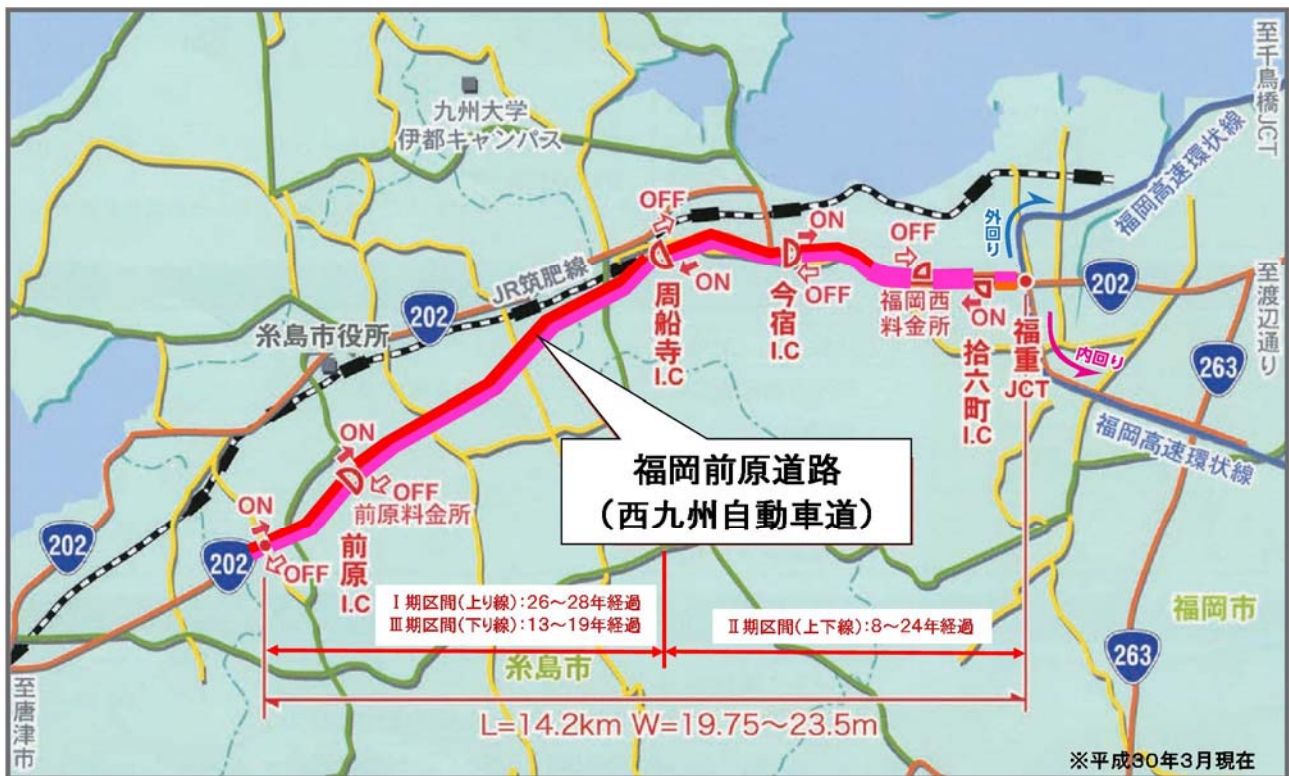 至千鳥橋JCT
九州大学
伊都キャンパス
福岡高速環状線
外回り
OFF
ON
ON
OFF
OFF
ON
JR筑肥線
周船寺
I.C
今宿
I.C
福岡西
料金所
拾六町
I.C
福重
JCT
202
至渡辺通り
内回り
263
福岡高速環状線
202
糸島市役所
福岡前原道路
(西九州自動車道)
ON
OFF
前原料金所
ON
OFF
前原
I.C
202
202
Ⅰ期区間(上り線):26～28年経過
Ⅲ期区間(下り線):13～19年経過
Ⅱ期区間(上下線):8～24年経過
福岡市
263
糸島市
至唐津市
L=14.2km W=19.75～23.5m
※平成30年3月現在